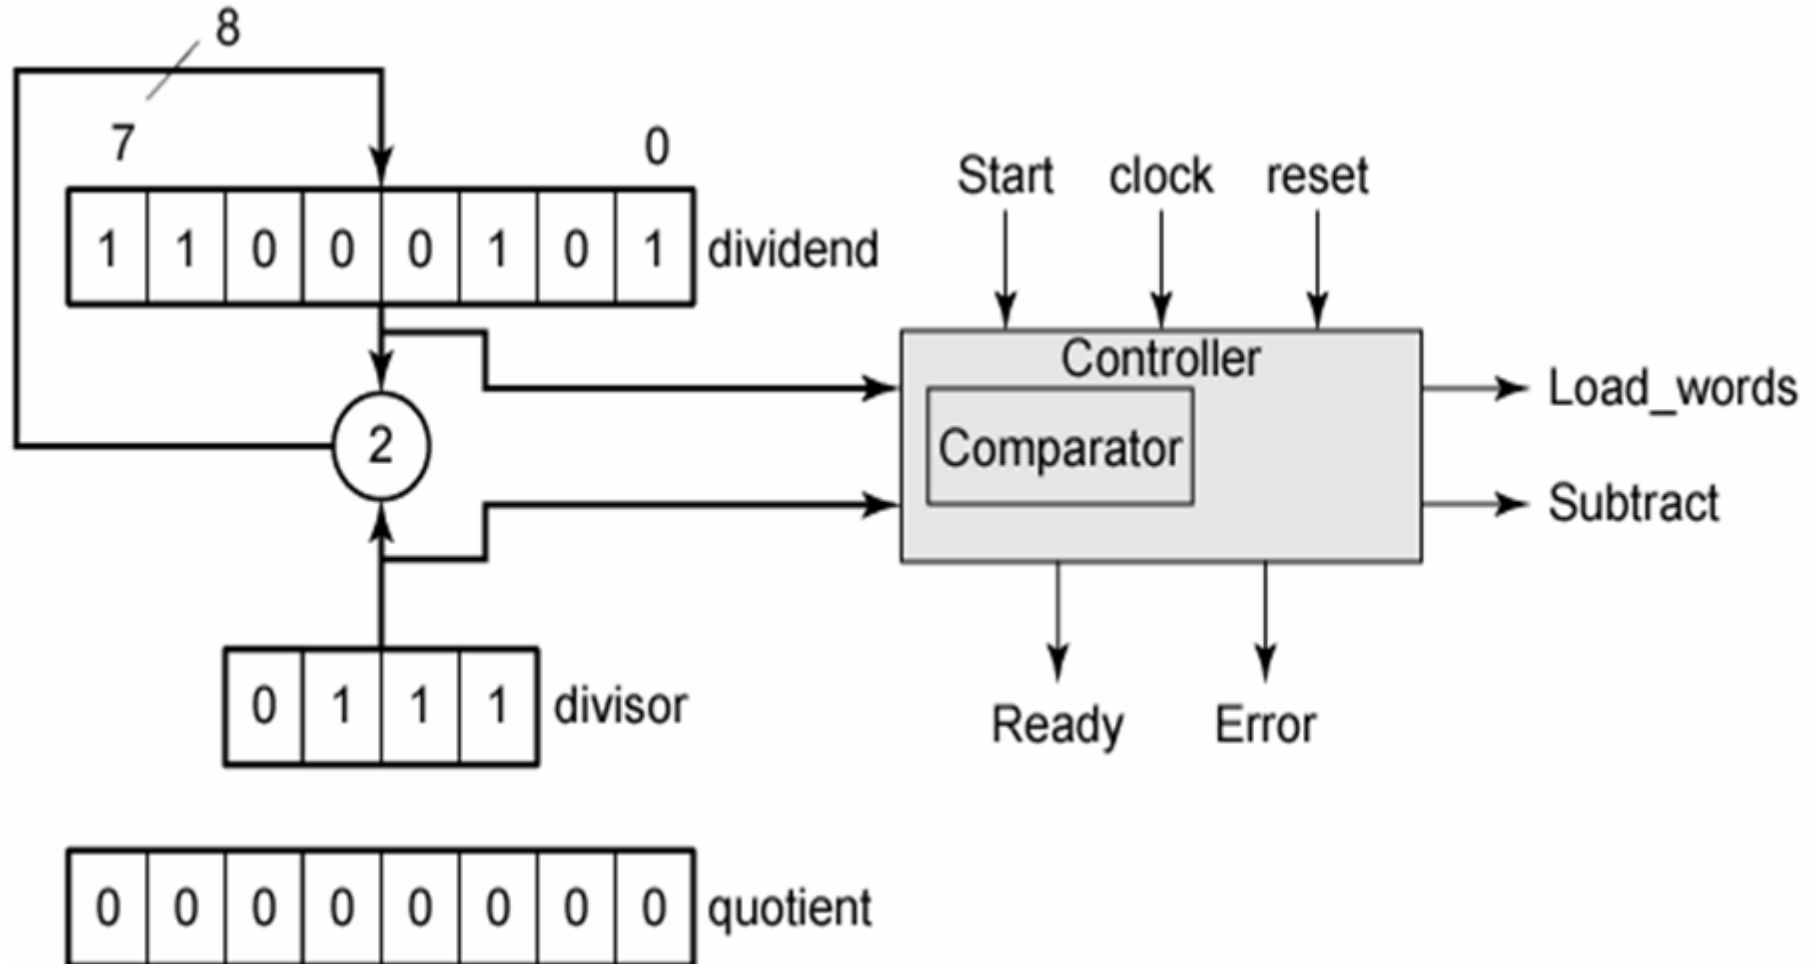 8
7 0
1 1 0 0 0 1 0 1 dividend
Start clock reset
Controller
Comparator
Load_words
Subtract
2
Ready Error
0 1 1 1 divisor
0 0 0 0 0 0 0 0 quotient